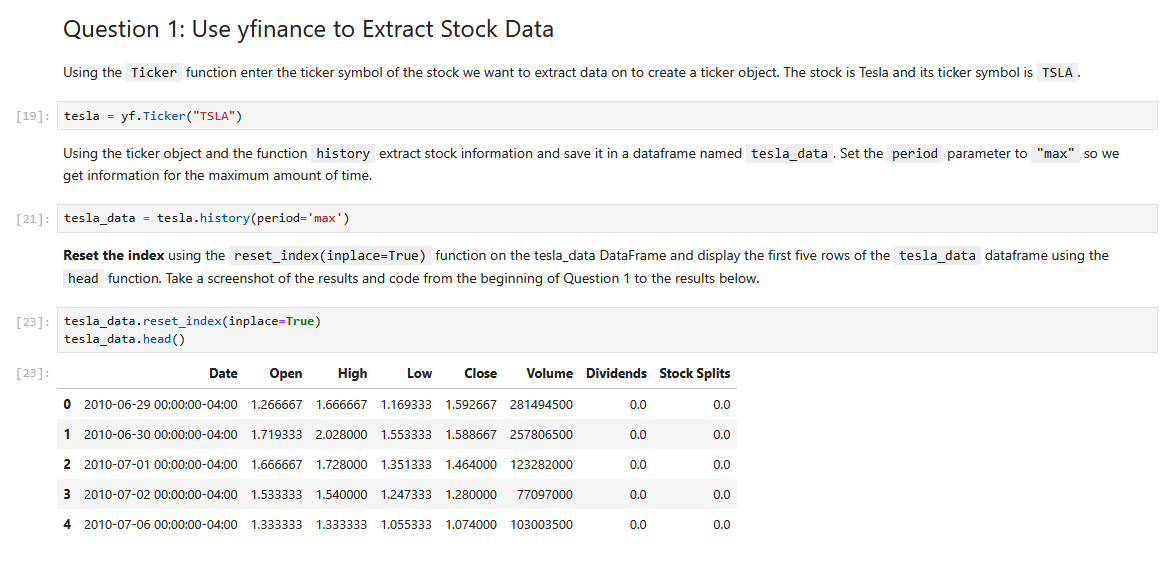 Question 1: Use yfinance to Extract Stock Data
Using the Ticker function enter the ticker symbol of the stock we want to extract data on to create a ticker object. The stock is Tesla and its ticker symbol is TSLA .
[19]: tesla = yf.Ticker("TSLA")
Using the ticker object and the function history extract stock information and save it in a dataframe named tesla_data . Set the period parameter to "max" so we
get information for the maximum amount of time.
[21]: tesla_data = tesla.history(period='max')
Reset the index using the reset_index(inplace=True) function on the tesla_data DataFrame and display the first five rows of the tesla_data dataframe using the
head function. Take a screenshot of the results and code from the beginning of Question 1 to the results below.
[23]: tesla_data.reset_index(inplace=True)
tesla_data.head()
[23]: Date Open High Low Close Volume Dividends Stock Splits
0 2010-06-29 00:00:00-04:00 1.266667 1.666667 1.169333 1.592667 281494500 0.0 0.0
1 2010-06-30 00:00:00-04:00 1.719333 2.028000 1.553333 1.588667 257806500 0.0 0.0
2 2010-07-01 00:00:00-04:00 1.666667 1.728000 1.351333 1.464000 123282000 0.0 0.0
3 2010-07-02 00:00:00-04:00 1.533333 1.540000 1.247333 1.280000 77097000 0.0 0.0
4 2010-07-06 00:00:00-04:00 1.333333 1.333333 1.055333 1.074000 103003500 0.0 0.0